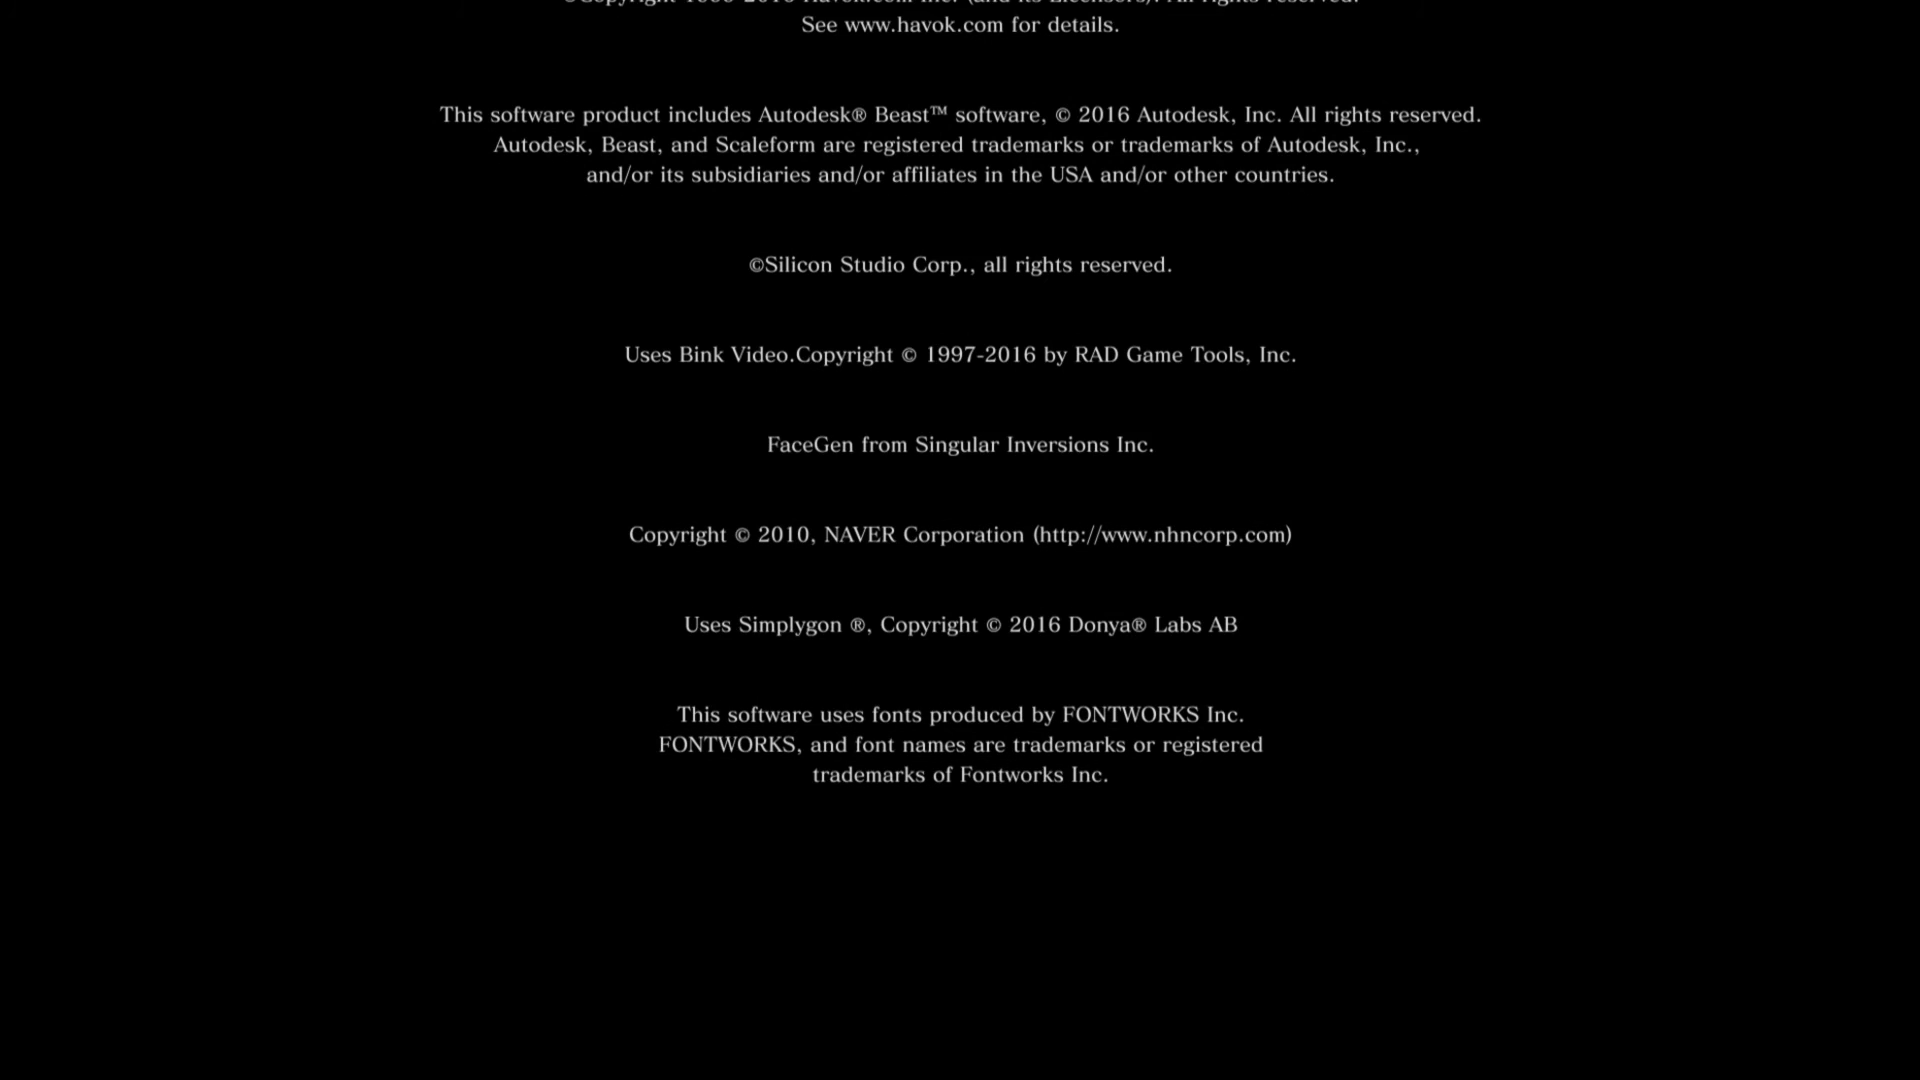 See www.havok.com for details.
This software product includes Autodesk® Beast™ software, © 2016 Autodesk, Inc. All rights reserved.
Autodesk, Beast, and Scaleform are registered trademarks or trademarks of Autodesk, Inc.,
and/or its subsidiaries and/or affiliates in the USA and/or other countries.
©Silicon Studio Corp., all rights reserved.
Uses Bink Video.Copyright © 1997-2016 by RAD Game Tools, Inc.
FaceGen from Singular Inversions Inc.
Copyright © 2010, NAVER Corporation (http://www.nhncorp.com)
Uses Simplygon ®, Copyright © 2016 Donya® Labs AB
This software uses fonts produced by FONTWORKS Inc.
FONTWORKS, and font names are trademarks or registered
trademarks of Fontworks Inc.